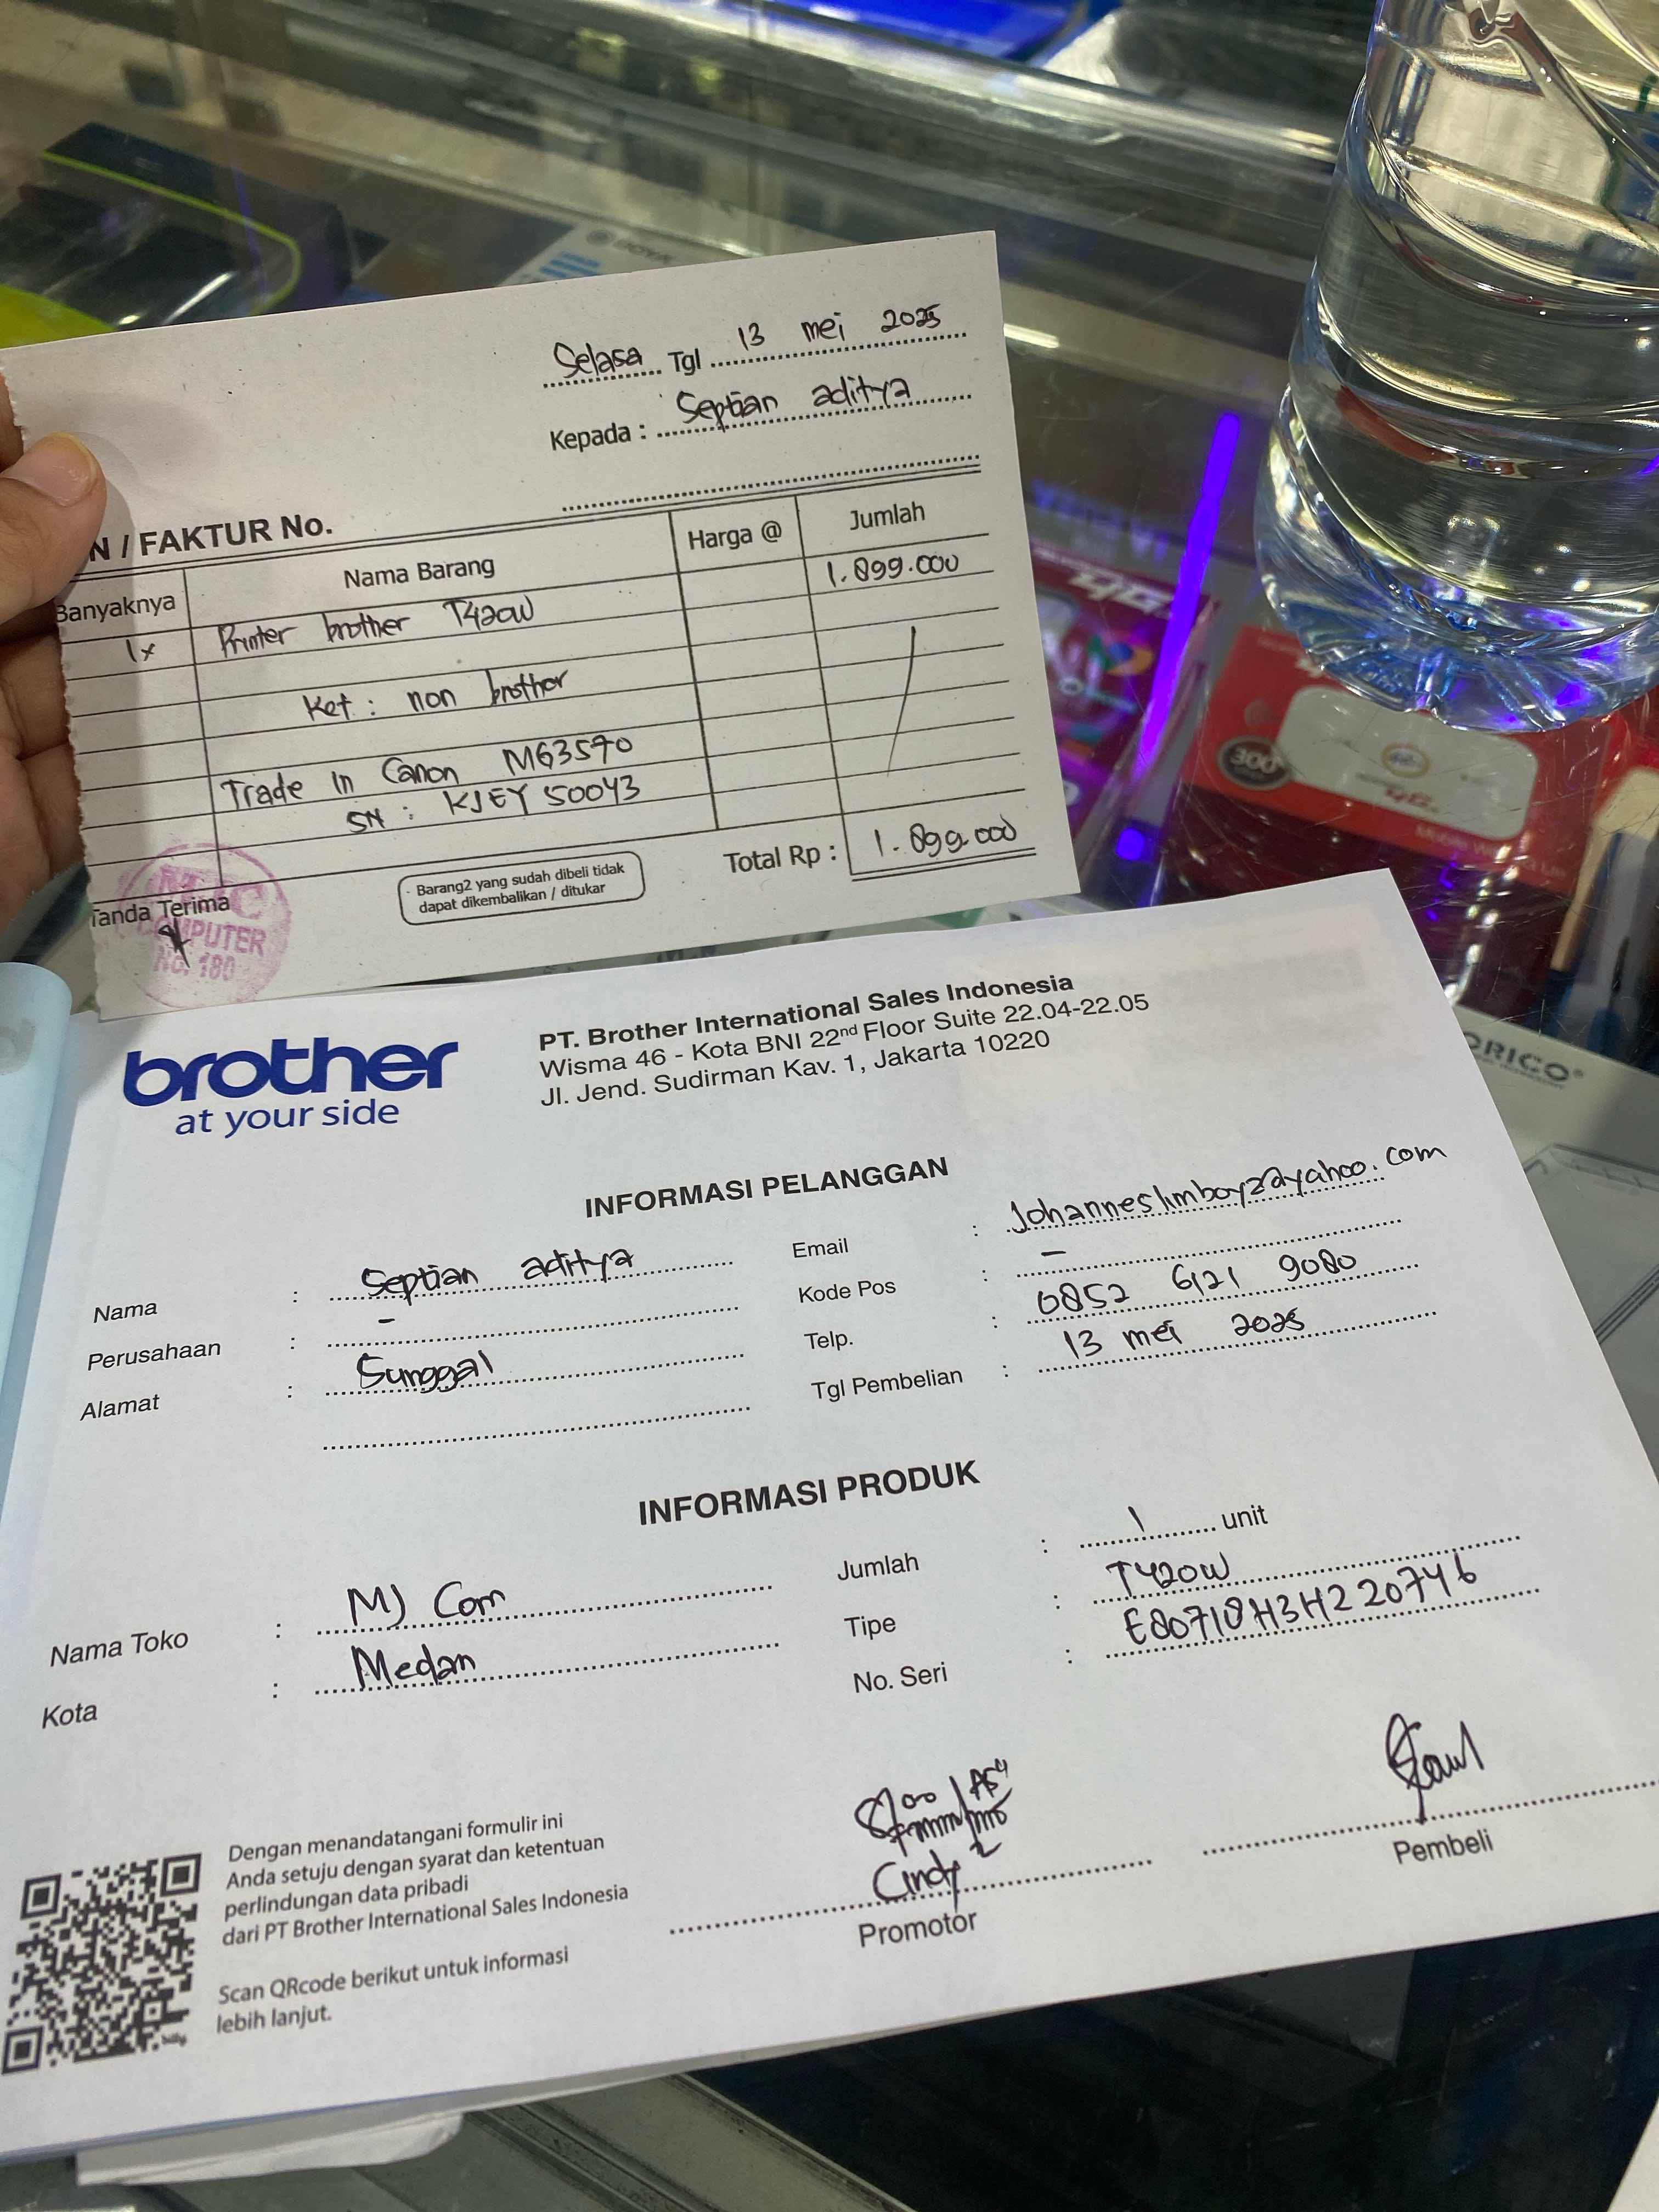 Selasa Tgl 13 mei 2025
Kepada : Septian aditya
N / FAKTUR No.
Banyaknya Nama Barang Harga @ Jumlah
1x Printer brother T420W 1.899.000
Ket : non brother
Trade In Canon MG3570
SN : KJEY 50043
Total Rp : 1.899.000
Tanda Terima
Barang2 yang sudah dibeli tidak
dapat dikembalikan / ditukar
COMPUTER
No. 180
brother
at your side
PT. Brother International Sales Indonesia
Wisma 46 - Kota BNI 22nd Floor Suite 22.04-22.05
Jl. Jend. Sudirman Kav. 1, Jakarta 10220
INFORMASI PELANGGAN
Nama : Septian aditya
Perusahaan : -
Alamat : Sunggal
Email : Johanneslimboy2@yahoo.com
Kode Pos : -
Telp. : 0852 6121 9080
Tgl Pembelian : 13 mei 2025
INFORMASI PRODUK
Nama Toko : MJ Com
Kota : Medan
Jumlah : 1 unit
Tipe : T420W
No. Seri : E80718H3H220746
Dengan menandatangani formulir ini
Anda setuju dengan syarat dan ketentuan
perlindungan data pribadi
dari PT Brother International Sales Indonesia
Scan QRcode berikut untuk informasi
lebih lanjut.
Cindy
Promotor
Pembeli
ORICO
300